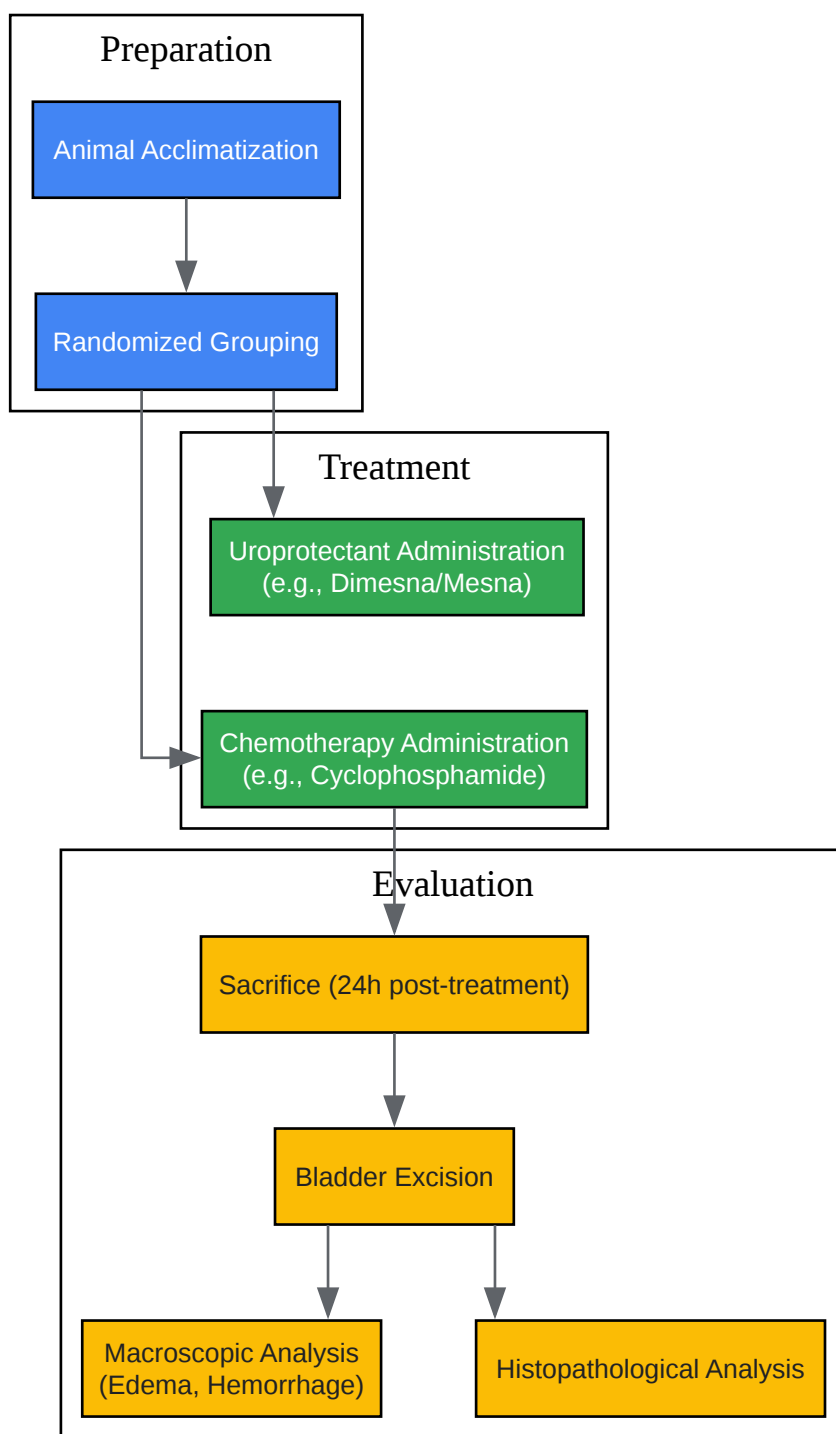 Preparation
Animal Acclimatization
Randomized Grouping
Treatment
Uroprotectant Administration
(e.g., Dimesna/Mesna)
Chemotherapy Administration
(e.g., Cyclophosphamide)
Evaluation
Sacrifice (24h post-treatment)
Bladder Excision
Macroscopic Analysis
(Edema, Hemorrhage)
Histopathological Analysis